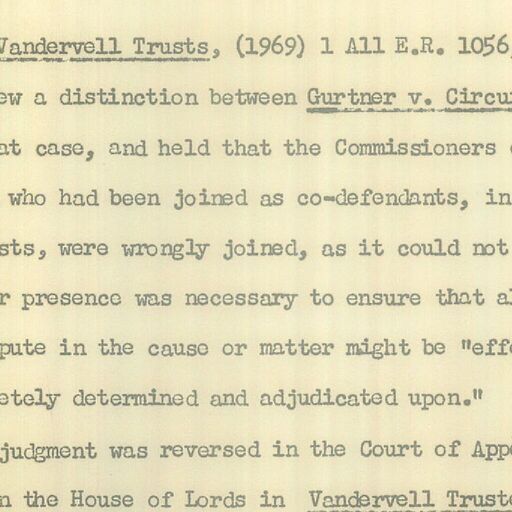 Vandervell Trusts, (1969) 1 All E.R. 1056,
ew a distinction between Gurtner v. Circu
at case, and held that the Commissioners
who had been joined as co-defendants, in
sts, were wrongly joined, as it could not
r presence was necessary to ensure that a
pute in the cause or matter might be "effe
etely determined and adjudicated upon."
judgment was reversed in the Court of Appe
n the House of Lords in Vandervell Truste